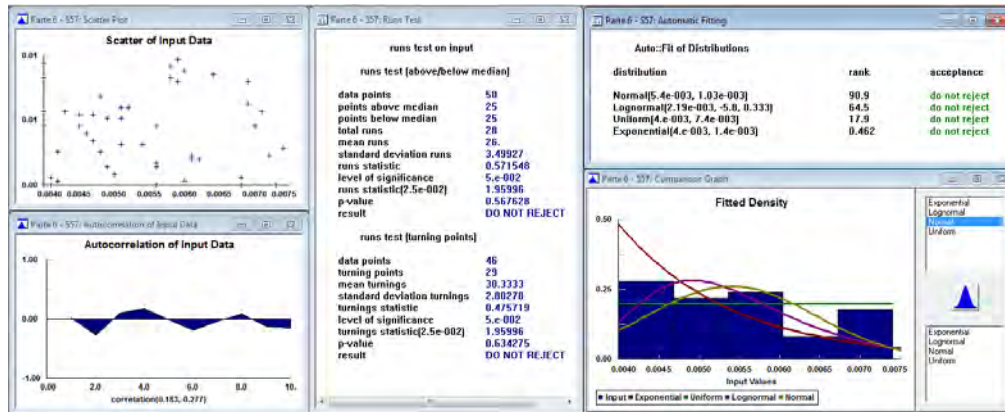 Parte 6 - S57: Scatter Plot
Scatter of Input Data
0.01
0.01
0.00
0.0040 0.0045 0.0050 0.0055 0.0060 0.0065 0.0070 0.0075
Parte 6 - S57: Autocorrelation of Input Data
Autocorrelation of Input Data
1.00
0.00
-1.00
0.00 2.0 4.0 6.0 8.0 10.
correlation(0.183, -0.277)
Parte 6 - S57: Runs Test
runs test on input
runs test (above/below median)
data points 50
points above median 25
points below median 25
total runs 28
mean runs 26.
standard deviation runs 3.49927
runs statistic 0.571548
level of significance 5.e-002
runs statistic(2.5e-002) 1.95996
p-value 0.567628
result DO NOT REJECT
runs test (turning points)
data points 46
turning points 29
mean turnings 30.3333
standard deviation turnings 2.80278
turnings statistic 0.475719
level of significance 5.e-002
turnings statistic(2.5e-002) 1.95996
p-value 0.634275
result DO NOT REJECT
Parte 6 - S57: Automatic Fitting
Auto::Fit of Distributions
distribution rank acceptance
Normal(5.4e-003, 1.03e-003) 90.9 do not reject
Lognormal(2.19e-003, -5.8, 0.333) 64.5 do not reject
Uniform(4.e-003, 7.4e-003) 17.9 do not reject
Exponential(4.e-003, 1.4e-003) 0.462 do not reject
Parte 6 - S57: Comparison Graph
Fitted Density
0.50
0.25
0.00
0.0040 0.0045 0.0050 0.0055 0.0060 0.0065 0.0070 0.0075
Input Values
Input Exponential Uniform Lognormal Normal
Exponential
Lognormal
Normal
Uniform
Exponential
Lognormal
Normal
Uniform